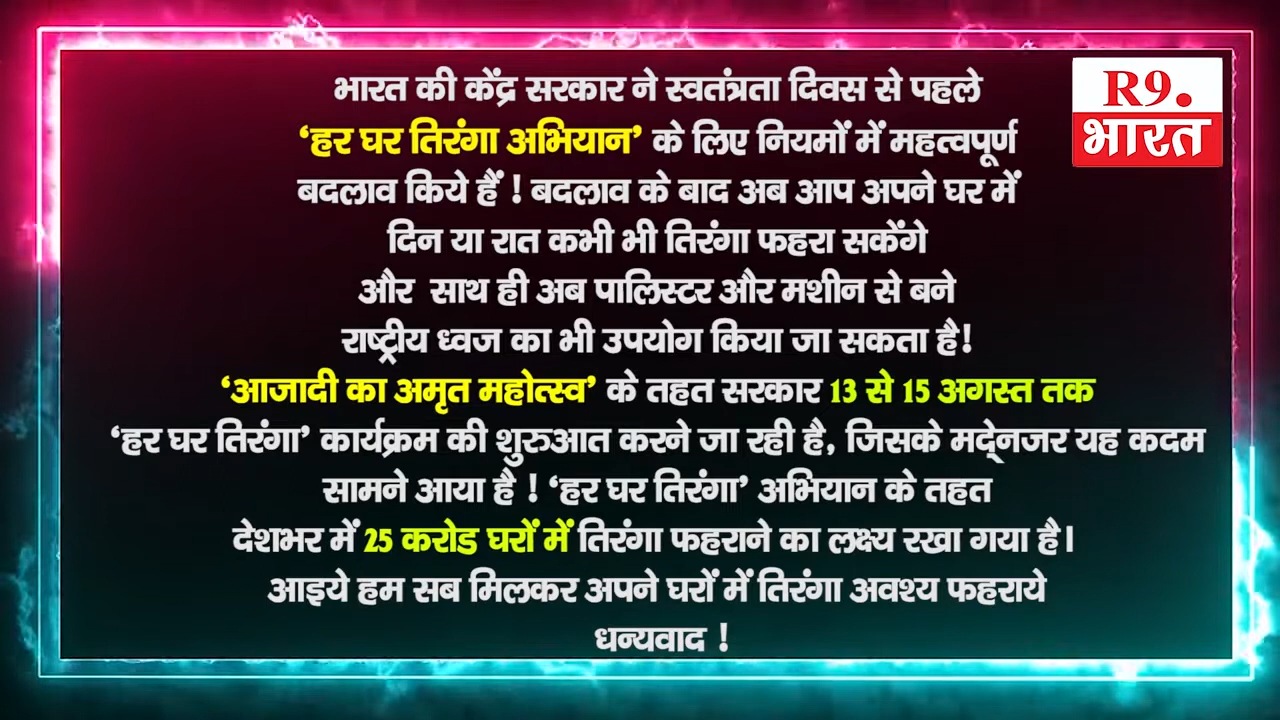 भारत की केंद्र सरकार ने स्वतंत्रता दिवस से पहले
‘हर घर तिरंगा अभियान’ के लिए नियमों में महत्वपूर्ण
बदलाव किये हैं ! बदलाव के बाद अब आप अपने घर में
दिन या रात कभी भी तिरंगा फहरा सकेंगे
और साथ ही अब पालिस्टर और मशीन से बने
राष्ट्रीय ध्वज का भी उपयोग किया जा सकता है!
‘आजादी का अमृत महोत्स्व’ के तहत सरकार 13 से 15 अगस्त तक
‘हर घर तिरंगा’ कार्यक्रम की शुरुआत करने जा रही है, जिसके मद्देनजर यह कदम
सामने आया है ! ‘हर घर तिरंगा’ अभियान के तहत
देशभर में 25 करोड घरों में तिरंगा फहराने का लक्ष्य रखा गया है।
आइये हम सब मिलकर अपने घरों में तिरंगा अवश्य फहराये
धन्यवाद !
R9.
भारत